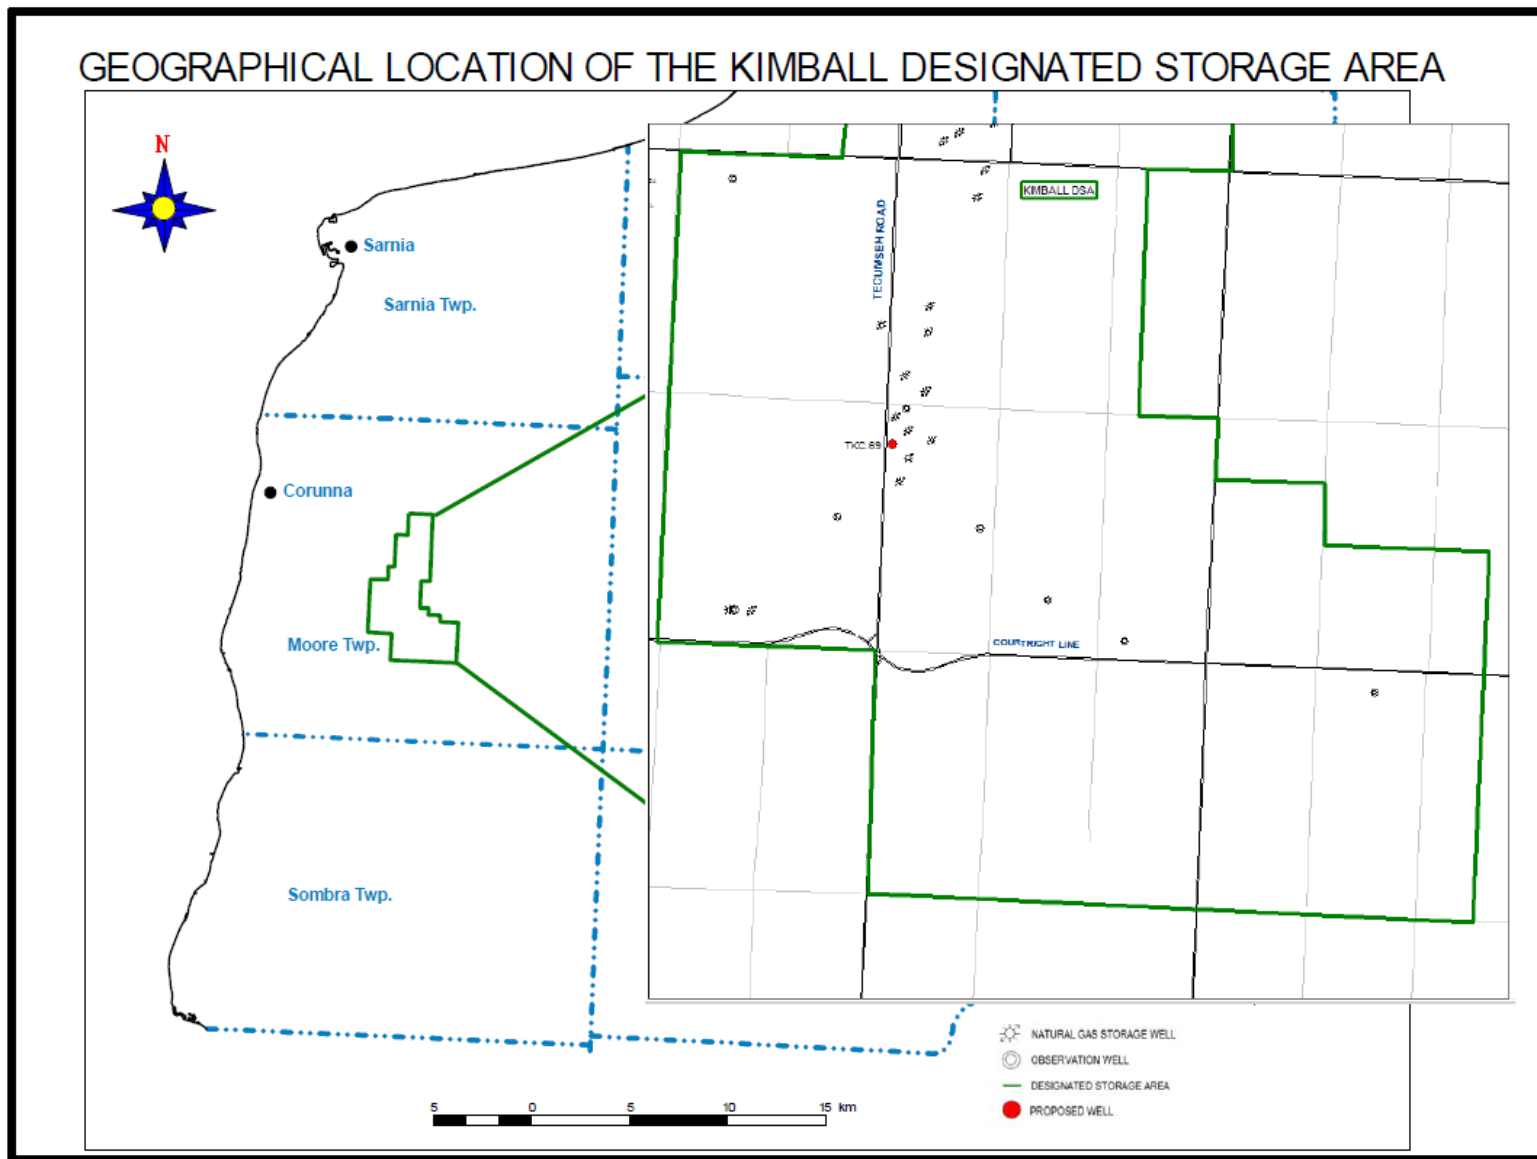 GEOGRAPHICAL LOCATION OF THE KIMBALL DESIGNATED STORAGE AREA
N
Sarnia
Sarnia Twp.
Corunna
Moore Twp.
Sombra Twp.
KIMBALL DSA
TECUMSEH ROAD
TKC 69
COURTRIGHT LINE
NATURAL GAS STORAGE WELL
OBSERVATION WELL
DESIGNATED STORAGE AREA
PROPOSED WELL
5 0 5 10 15 km